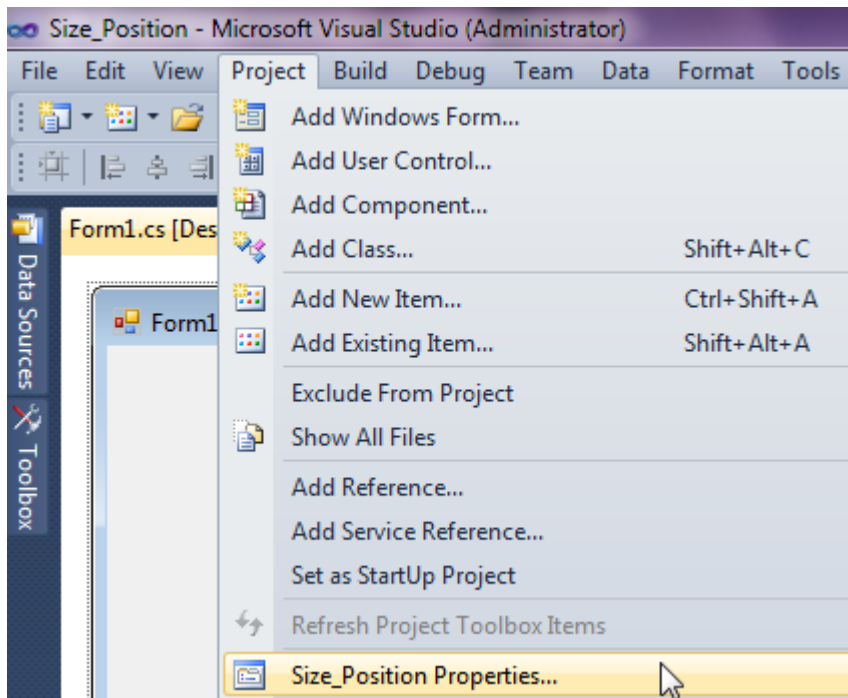 Size_Position - Microsoft Visual Studio (Administrator)
File Edit View Project Build Debug Team Data Format Tools
Add Windows Form...
Add User Control...
Add Component...
Form1.cs [Des
Add Class... Shift+Alt+C
Data Sources
Add New Item... Ctrl+Shift+A
Form1
Add Existing Item... Shift+Alt+A
Exclude From Project
Toolbox
Show All Files
Add Reference...
Add Service Reference...
Set as StartUp Project
Refresh Project Toolbox Items
Size_Position Properties...